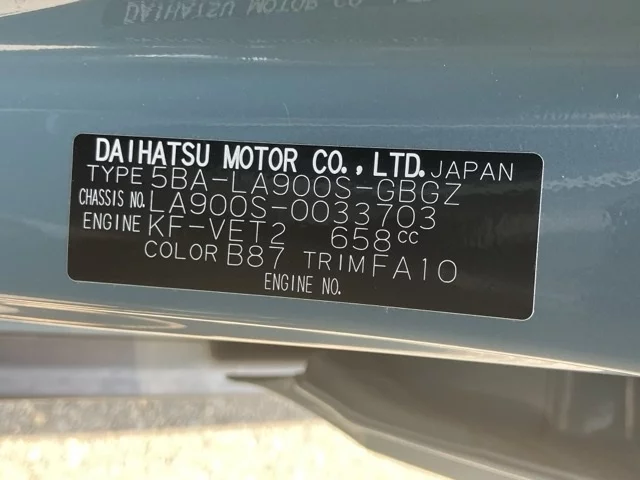 DAIHATSU MOTOR CO., LTD. JAPAN
TYPE 5BA-LA900S-GBGZ
CHASSIS NO. LA900S-0033703
ENGINE KF-VET2 658cc
COLOR B87 TRIM FA10
ENGINE NO.